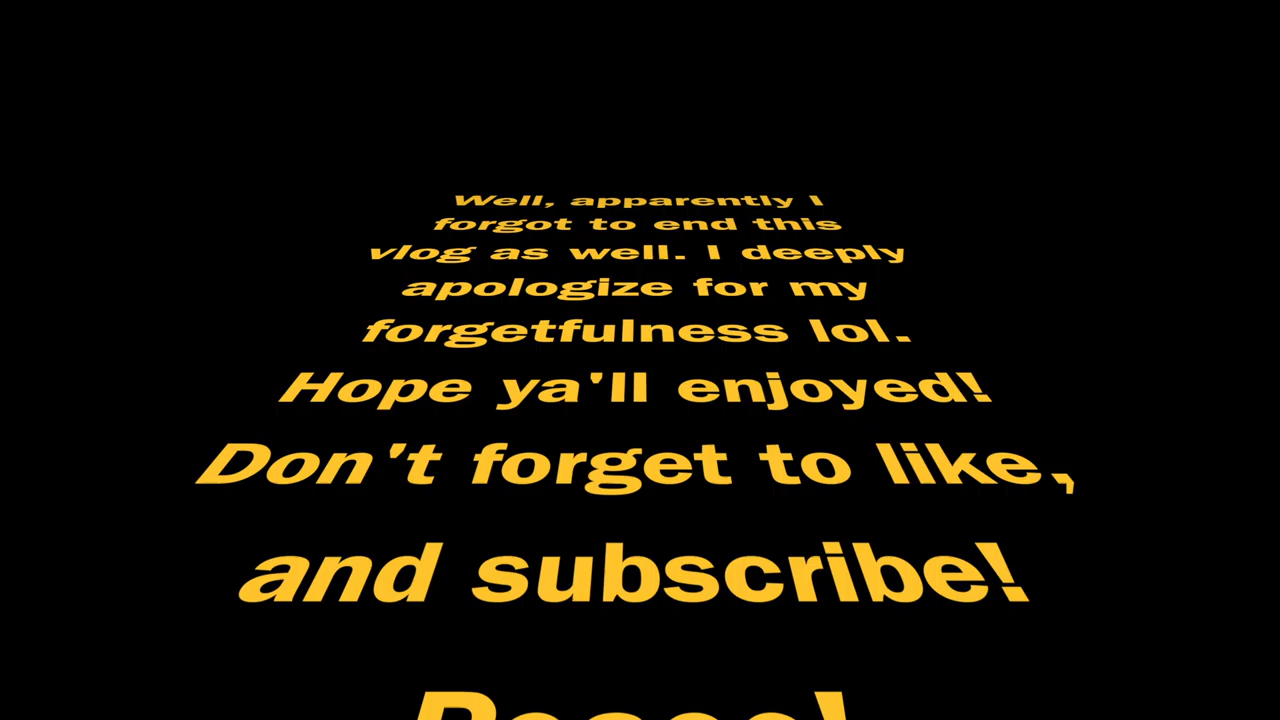 Well, apparently I
forgot to end this
vlog as well. I deeply
apologize for my
forgetfulness lol.
Hope ya'll enjoyed!
Don't forget to like,
and subscribe!
Peace!